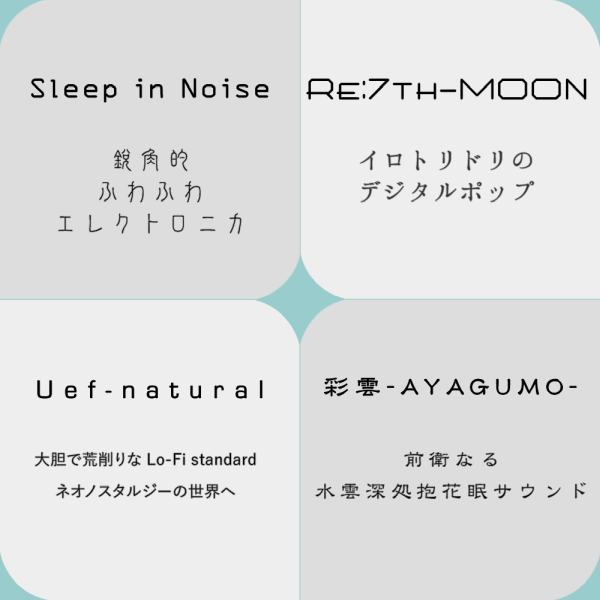 Sleep in Noise
鋭角的
ふわふわ
エレクトロニカ
Re:7th-MOON
イロトリドリの
デジタルポップ
Uef-natural
大胆で荒削りな Lo-Fi standard
ネオノスタルジーの世界へ
彩雲-AYAGUMO-
前衛なる
水雲深処抱花眠サウンド